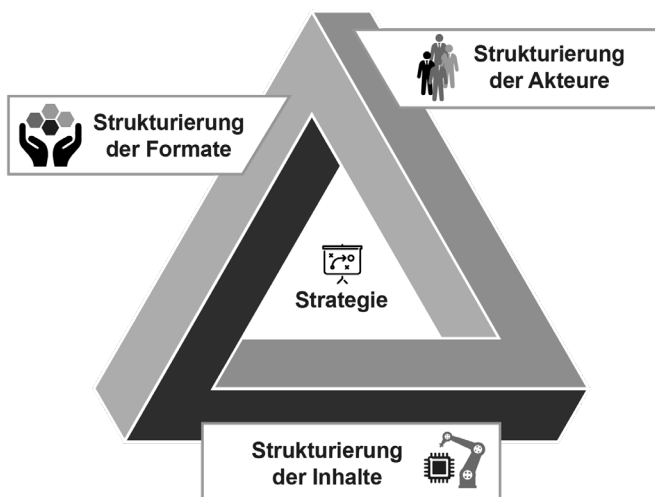 Strukturierung
der Akteure
Strukturierung
der Formate
Strategie
Strukturierung
der Inhalte